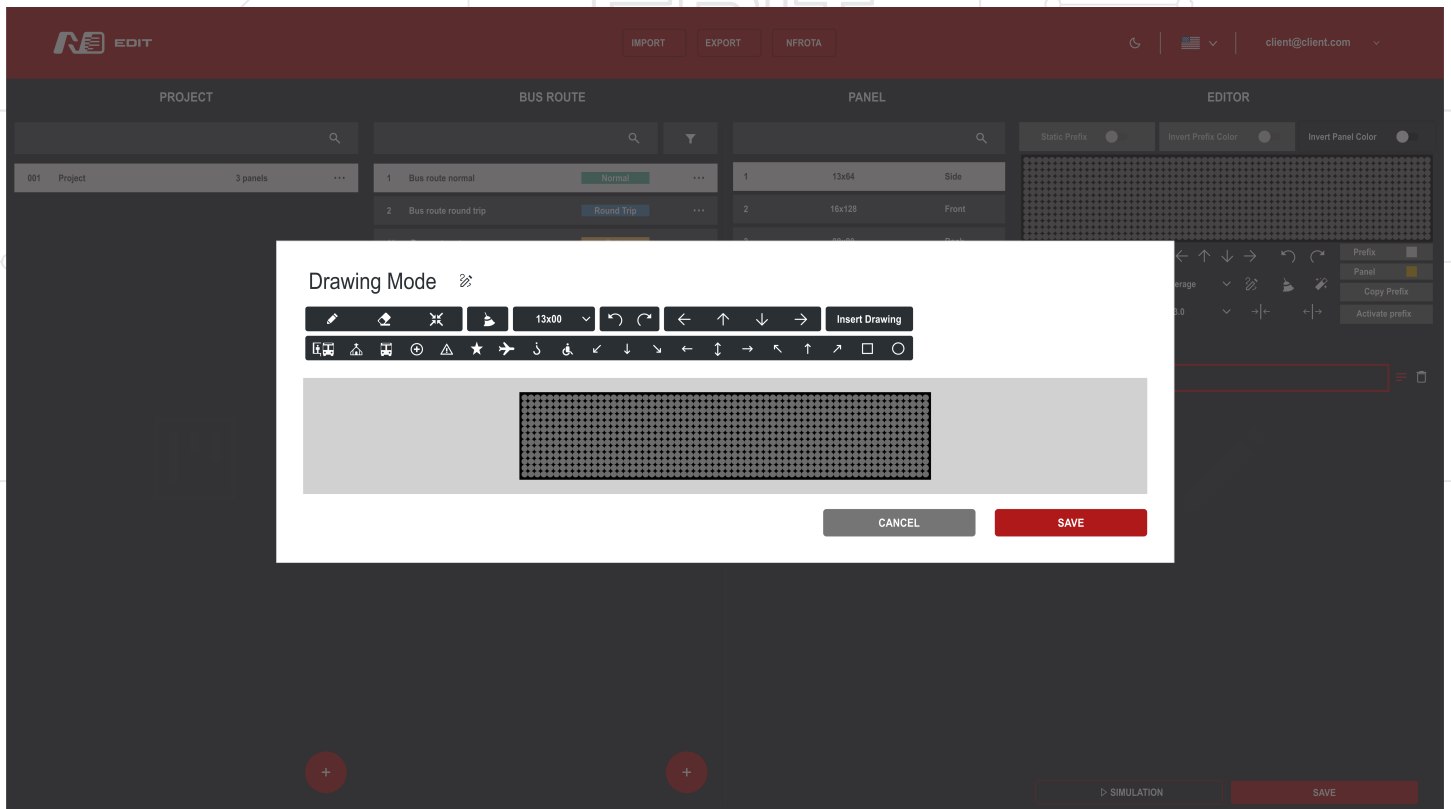 EDIT
IMPORT EXPORT NFROTA
client@client.com
PROJECT BUS ROUTE PANEL EDITOR
Static Prefix Invert Prefix Color Invert Panel Color
001 Project 3 panels ...
1 Bus route normal Normal ...
1 13x64 Side
2 Bus route round trip Round Trip ...
2 16x128 Front
Prefix
Panel
Copy Prefix
Activate prefix
Drawing Mode
13x00 Insert Drawing
CANCEL SAVE
SIMULATION SAVE